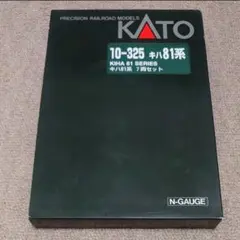 PRECISION RAILROAD MODELS
KATO
10-325 キハ81系
KIHA 81 SERIES
キハ81系 7両セット
N-GAUGE